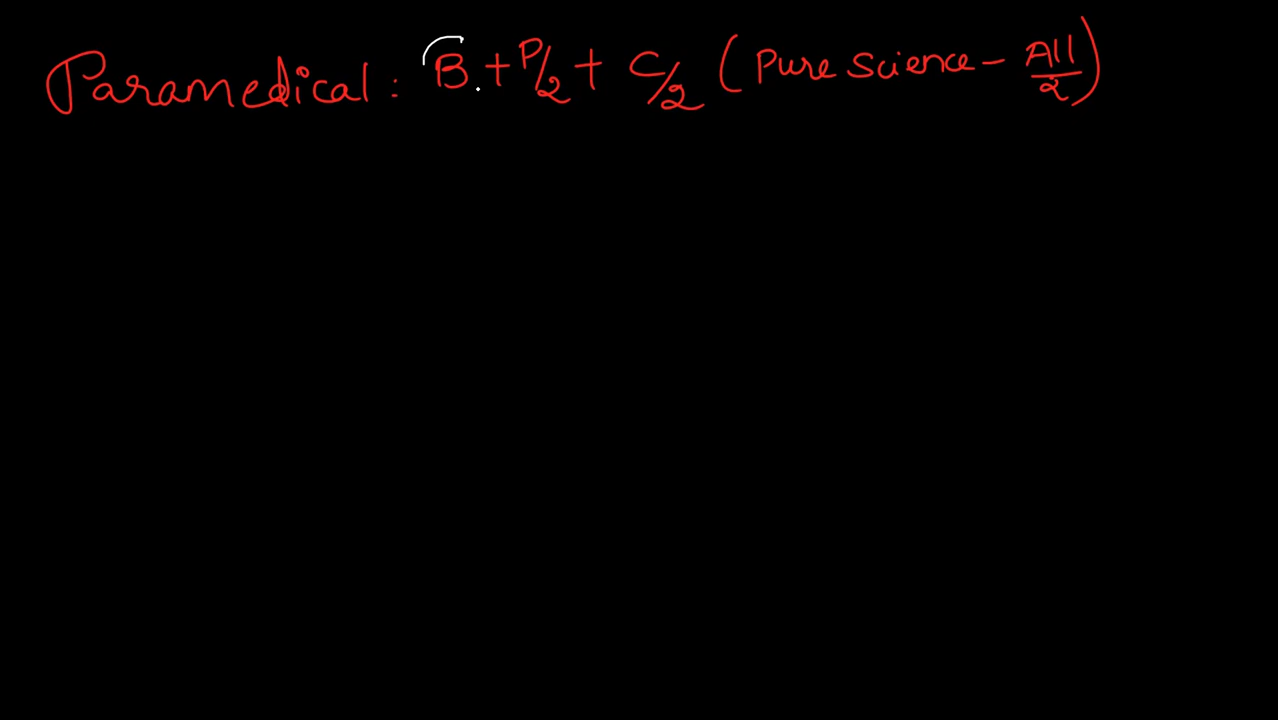 Paramedical: B + P/2 + C/2 (Pure Science - All/2)